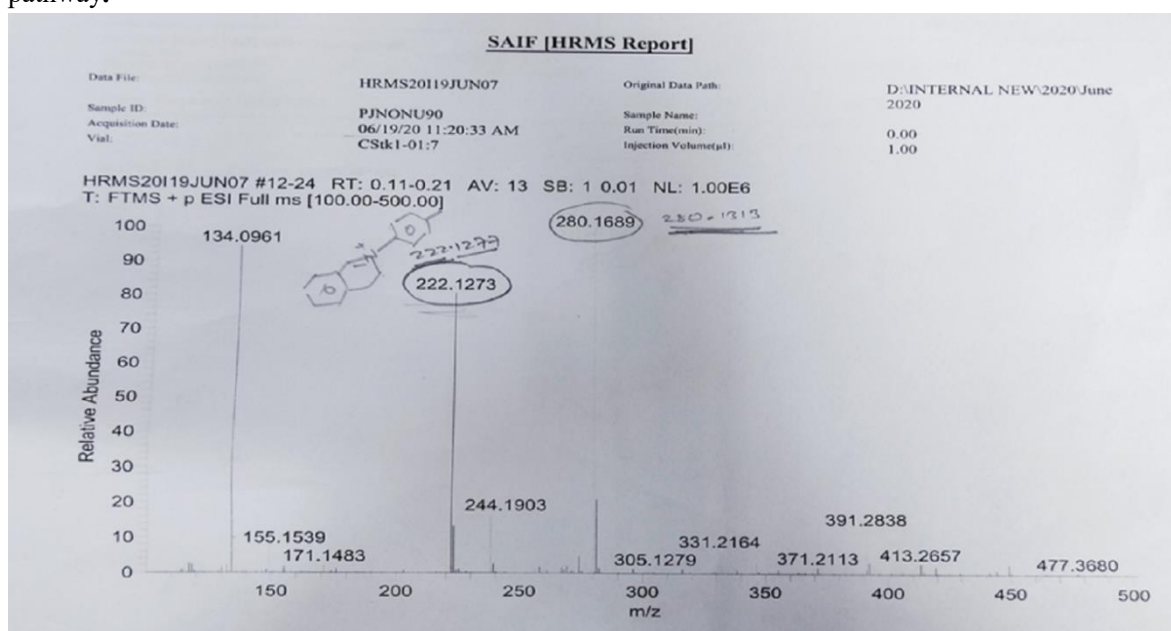 pathway.
SAIF [HRMS Report]
Data File: HRMS20I19JUN07 Original Data Path: D:\INTERNAL NEW\2020\June
2020
Sample ID: PJNONU90 Sample Name:
Acquisition Date: 06/19/20 11:20:33 AM Run Time(min): 0.00
Vial: CStk1-01:7 Injection Volume(µl): 1.00
HRMS20I19JUN07 #12-24 RT: 0.11-0.21 AV: 13 SB: 1 0.01 NL: 1.00E6
T: FTMS + p ESI Full ms [100.00-500.00]
280.1689 280.1313
100
134.0961
222.1277
90
222.1273
80
70
60
50
40
30
20
244.1903
391.2838
10
155.1539
331.2164
171.1483
305.1279
371.2113
413.2657
477.3680
0
Relative Abundance
150 200 250 300 350 400 450 500
m/z